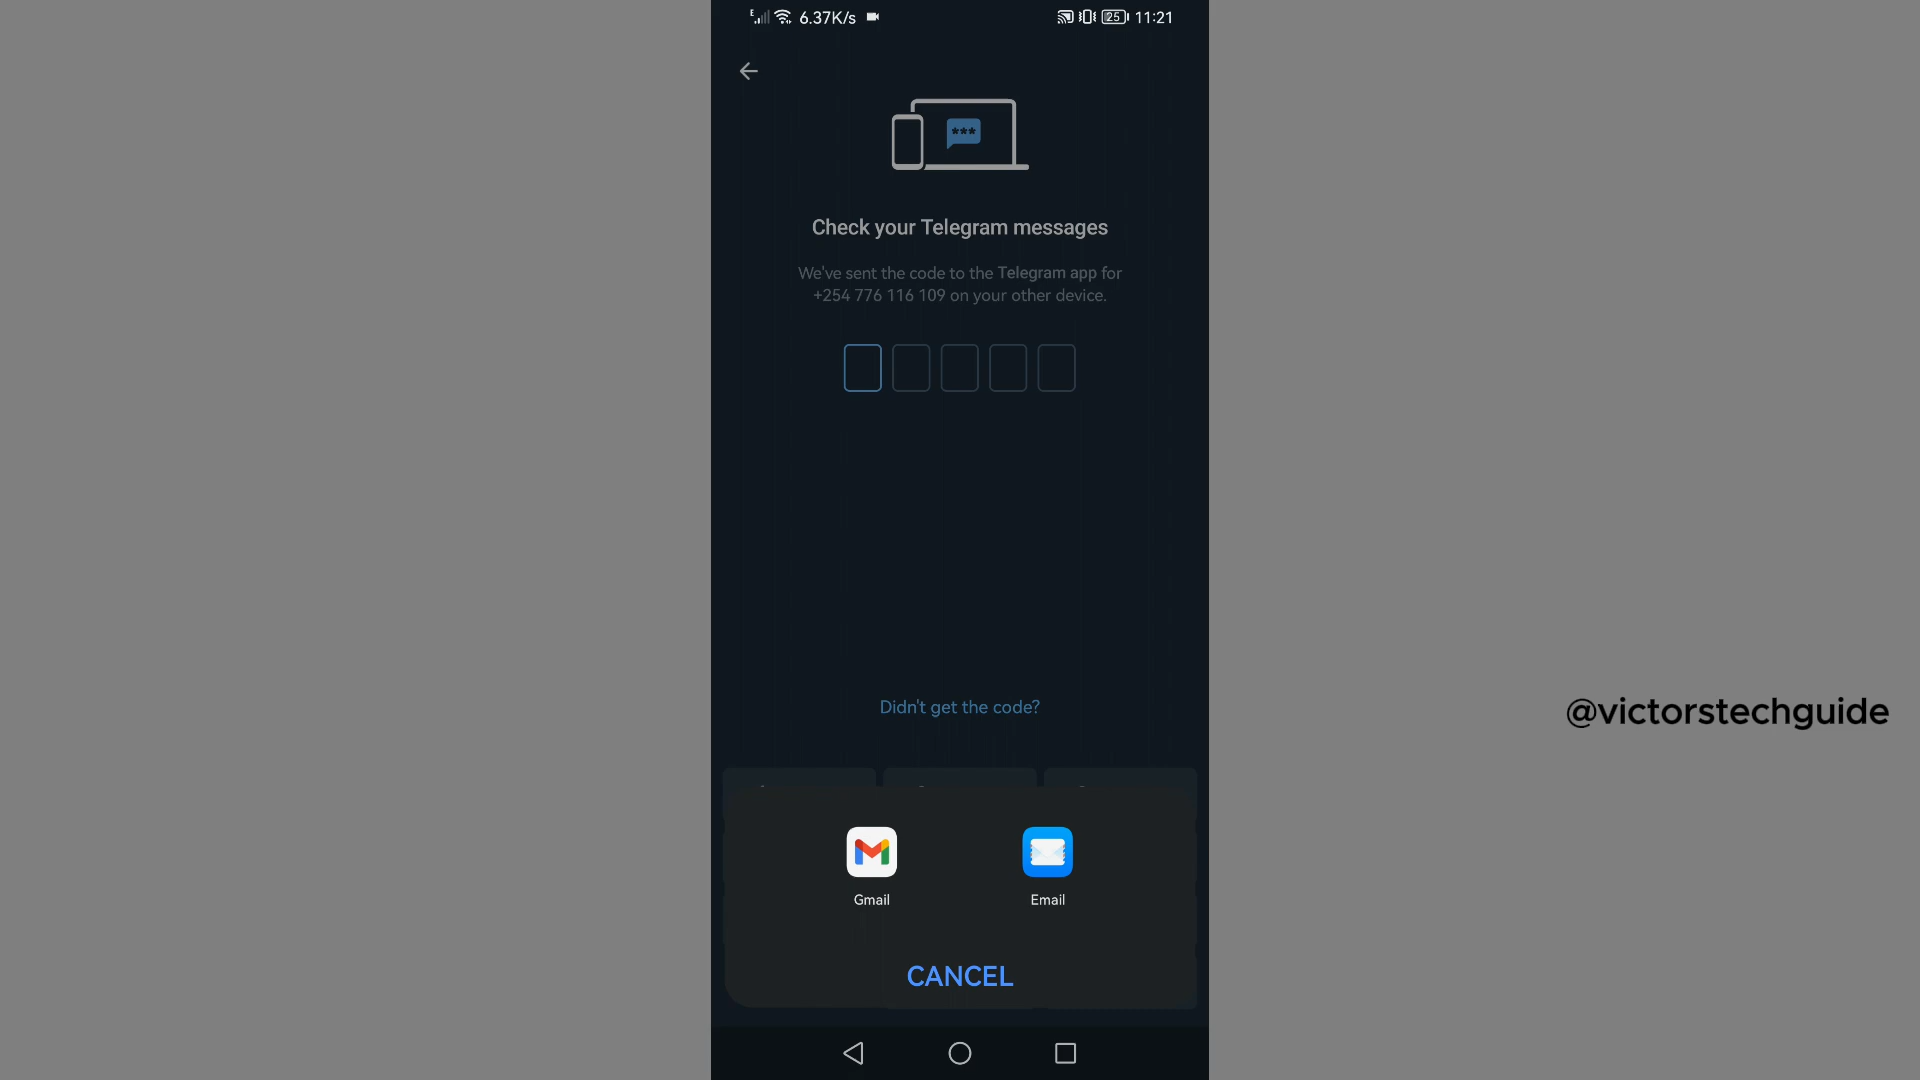 E 6.37K/s 25 11:21
***
Check your Telegram messages
We've sent the code to the Telegram app for
+254 776 116 109 on your other device.
Didn't get the code?
@victorstechguide
Gmail Email
CANCEL